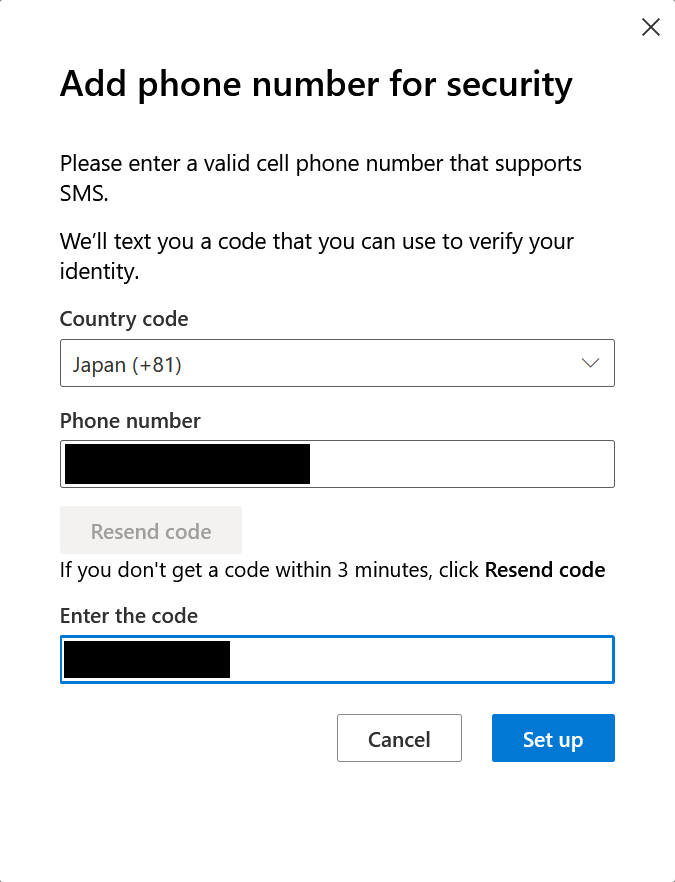 Add phone number for security
Please enter a valid cell phone number that supports
SMS.
We’ll text you a code that you can use to verify your
identity.
Country code
Japan (+81)
Phone number
Resend code
If you don't get a code within 3 minutes, click Resend code
Enter the code
Cancel
Set up